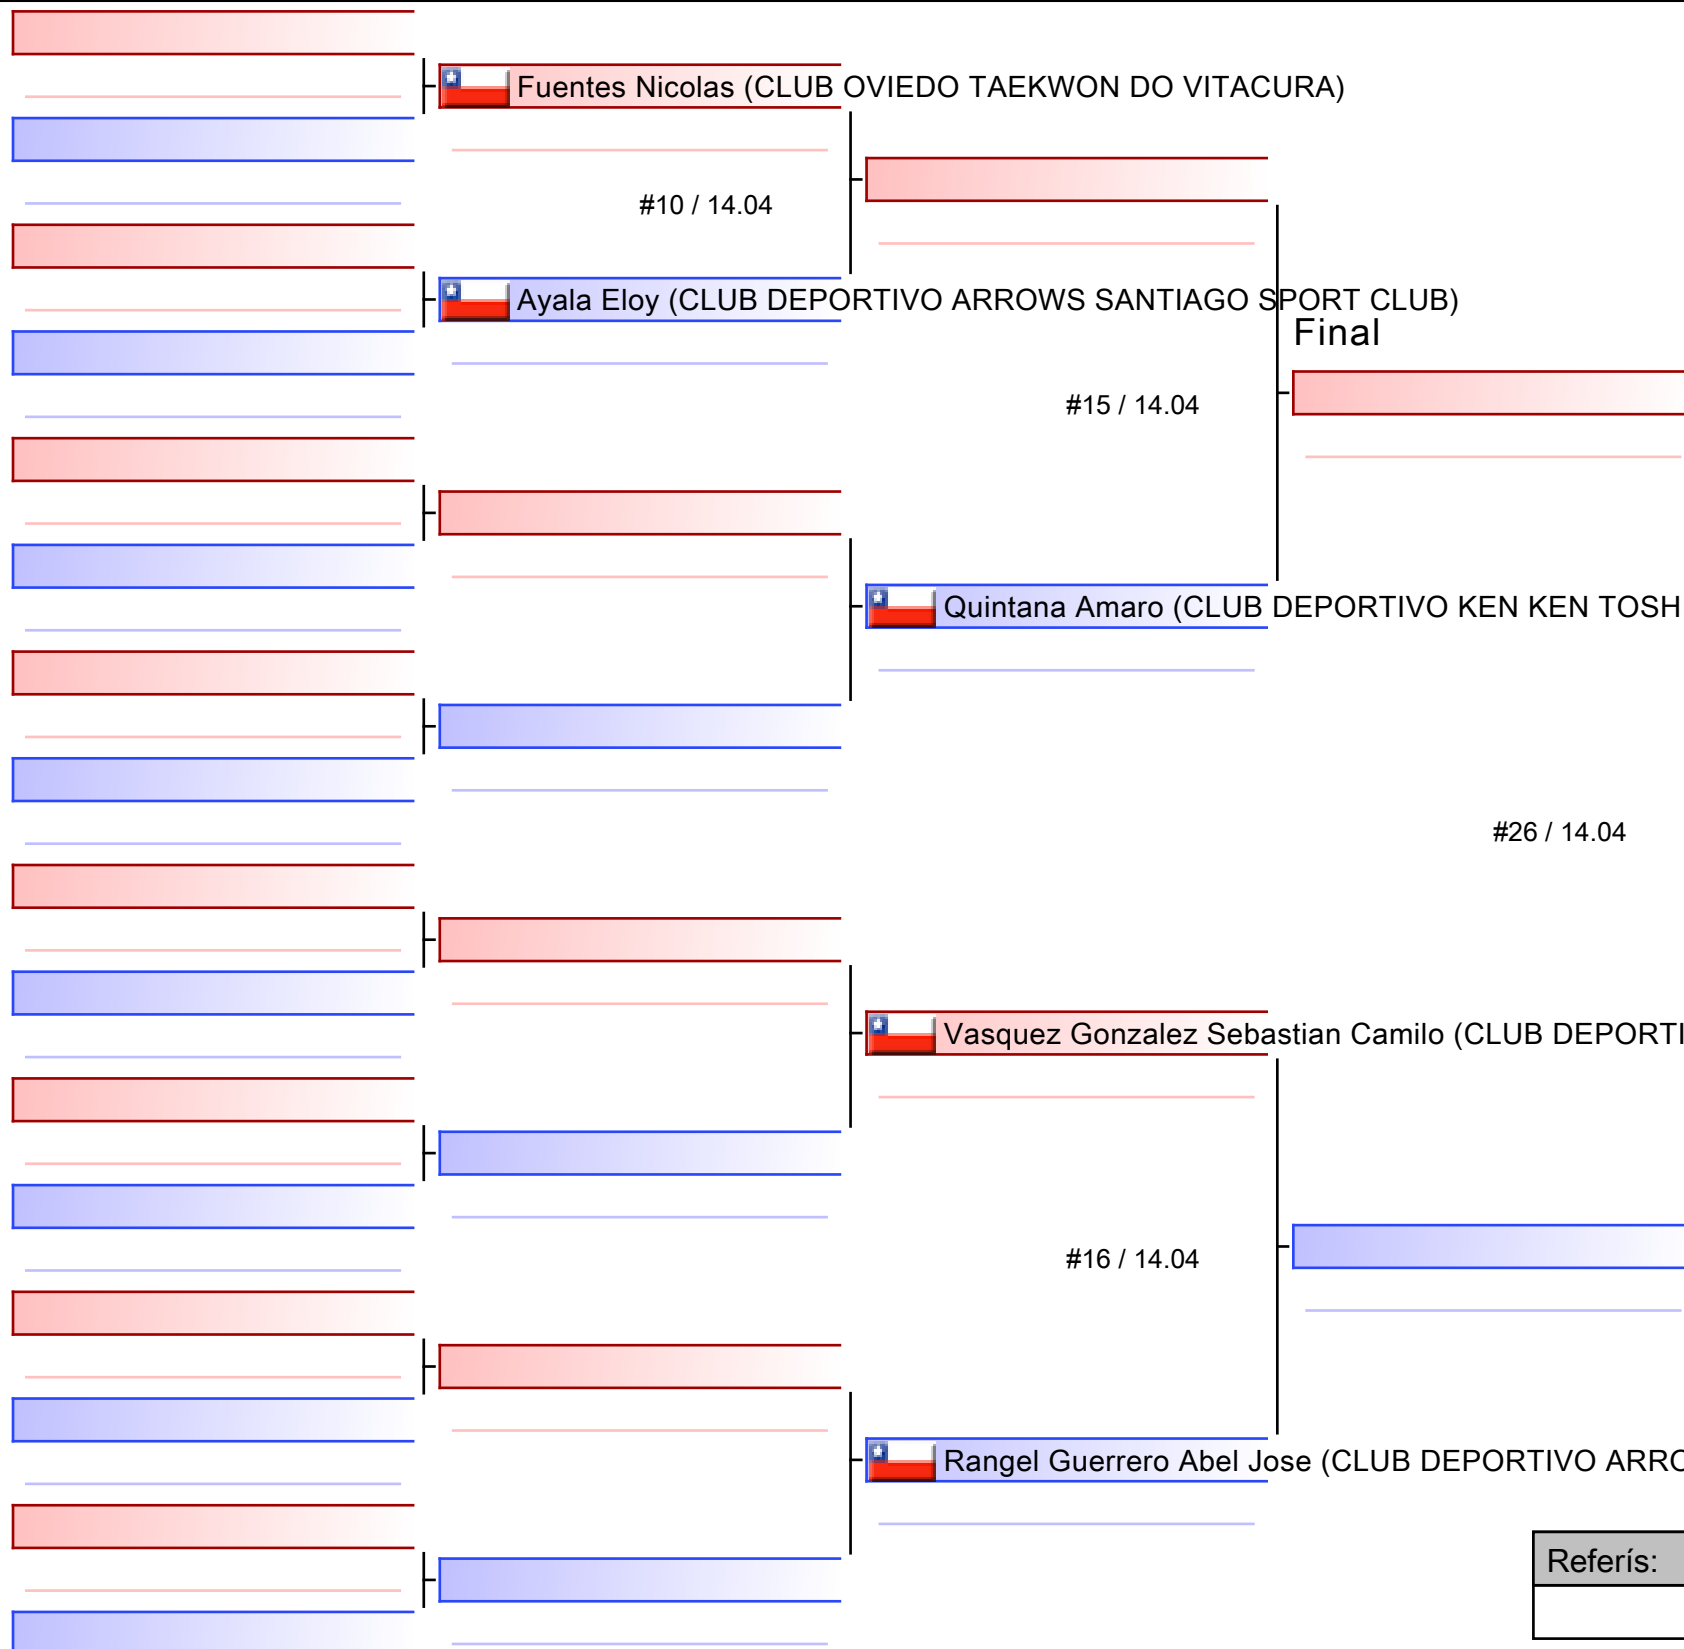 Fuentes Nicolas (CLUB OVIEDO TAEKWON DO VITACURA)
#10 / 14.04
Ayala Eloy (CLUB DEPORTIVO ARROWS SANTIAGO SPORT CLUB)
Final
#15 / 14.04
Quintana Amaro (CLUB DEPORTIVO KEN KEN TOSH
#26 / 14.04
Vasquez Gonzalez Sebastian Camilo (CLUB DEPORTI
#16 / 14.04
Rangel Guerrero Abel Jose (CLUB DEPORTIVO ARRO
Referís: